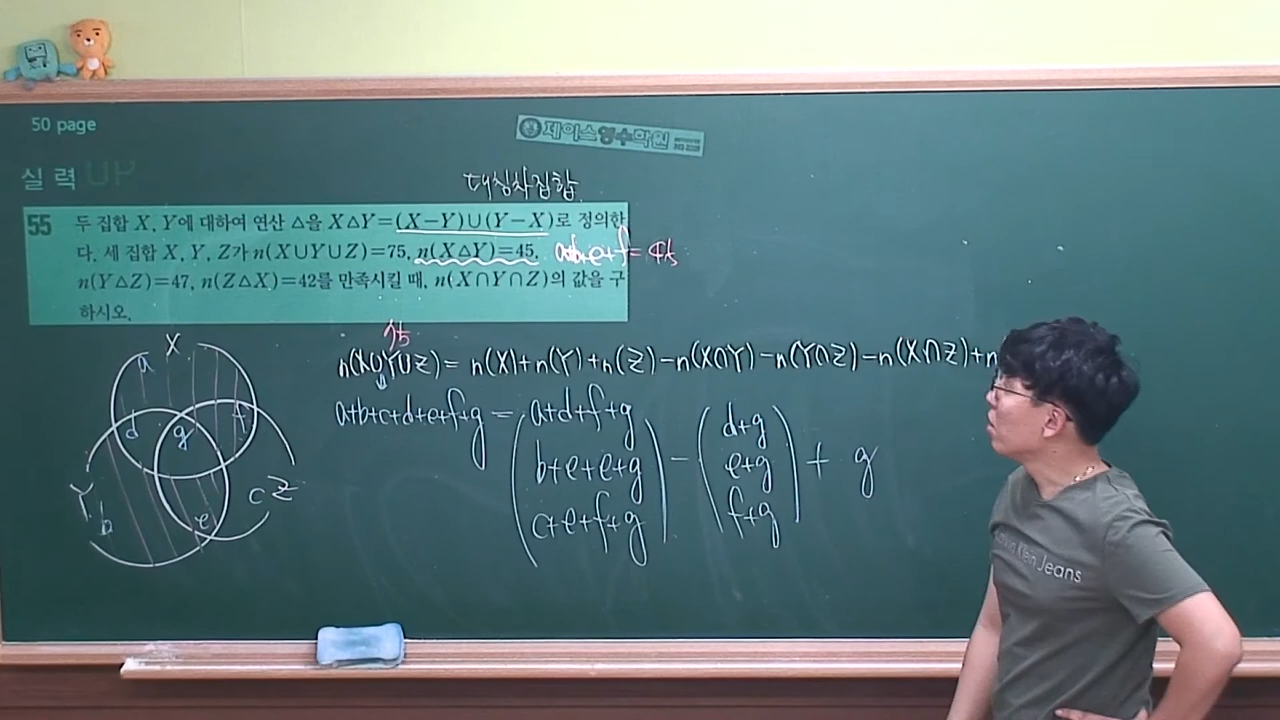 50 page
제이스영수학원
실력 UP
대칭차집합
55 두 집합 X, Y에 대하여 연산 △을 X△Y=(X-Y)∪(Y-X)로 정의한
다. 세 집합 X, Y, Z가 n(X∪Y∪Z)=75, n(X△Y)=45, a+b+e+f=45
n(Y△Z)=47, n(Z△X)=42를 만족시킬 때, n(X∩Y∩Z)의 값을 구
하시오.
75
n(X∪Y∪Z)= n(X)+n(Y)+n(Z)-n(X∩Y)-n(Y∩Z)-n(X∩Z)+n
a+b+c+d+e+f+g = a+d+f+g
b+e+e+g
c+e+f+g
-
d+g
e+g
f+g
+ g
X
a
d
g
f
Y
b
e
c
Z
Calvin Klein Jeans